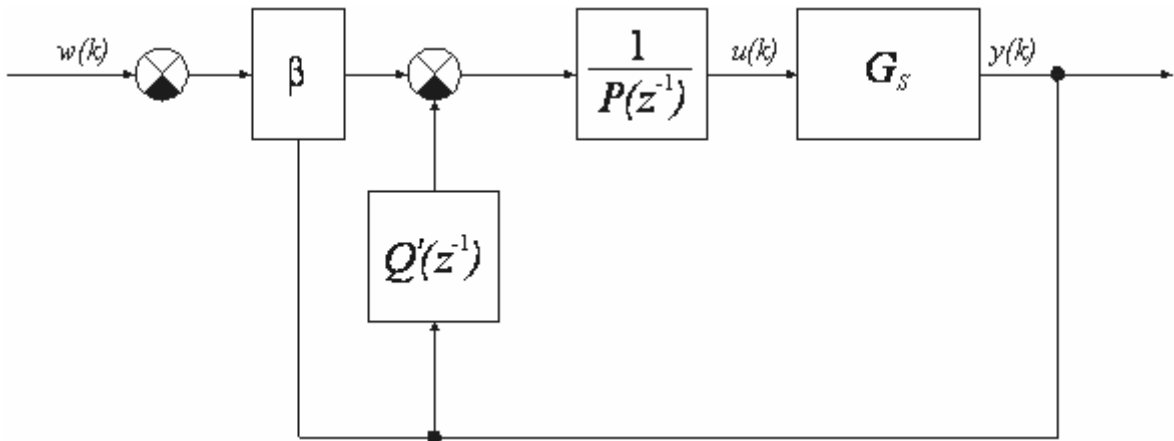 w(k)
β
1
P(z⁻¹)
u(k)
G_S
y(k)
Q'(z⁻¹)